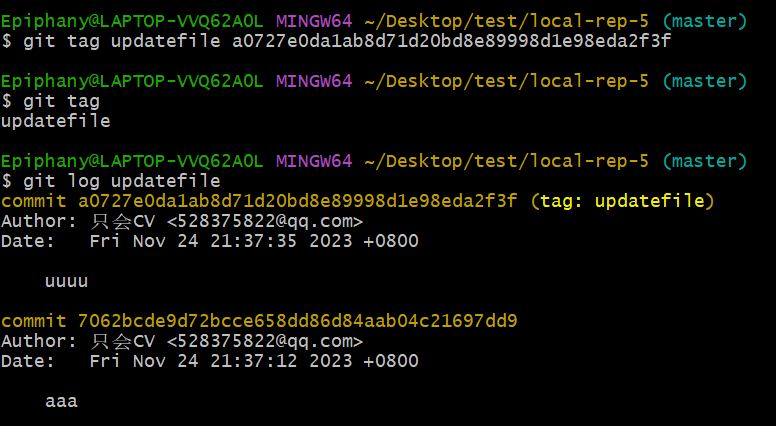 Epiphany@LAPTOP-VVQ62A0L MINGW64 ~/Desktop/test/local-rep-5 (master)
$ git tag updatefile a0727e0da1ab8d71d20bd8e89998d1e98eda2f3f
Epiphany@LAPTOP-VVQ62A0L MINGW64 ~/Desktop/test/local-rep-5 (master)
$ git tag
updatefile
Epiphany@LAPTOP-VVQ62A0L MINGW64 ~/Desktop/test/local-rep-5 (master)
$ git log updatefile
commit a0727e0da1ab8d71d20bd8e89998d1e98eda2f3f (tag: updatefile)
Author: 只会CV <528375822@qq.com>
Date:   Fri Nov 24 21:37:35 2023 +0800
    uuuu
commit 7062bcde9d72bcce658dd86d84aab04c21697dd9
Author: 只会CV <528375822@qq.com>
Date:   Fri Nov 24 21:37:12 2023 +0800
    aaa